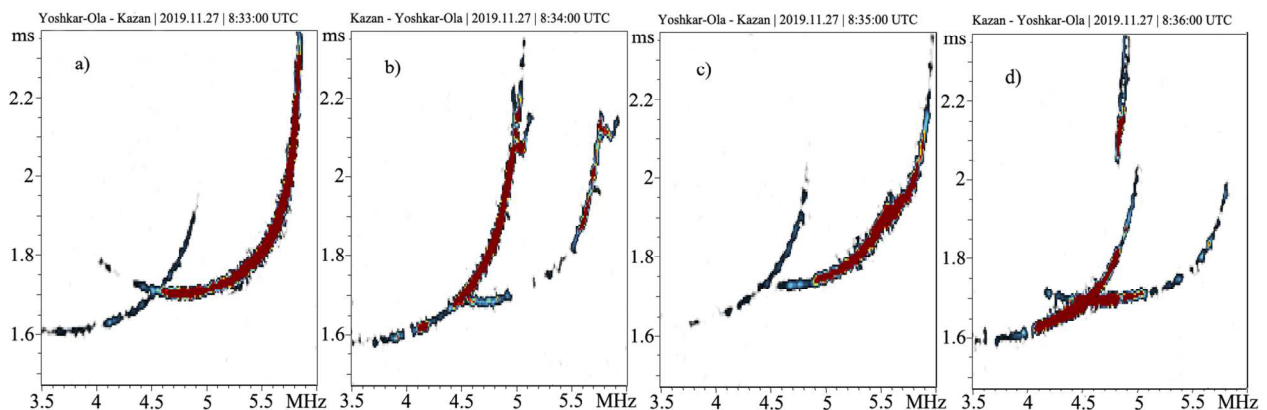 Yoshkar-Ola - Kazan | 2019.11.27 | 8:33:00 UTC
ms
a)
2.2
2
1.8
1.6
3.5 4 4.5 5 5.5 MHz
Kazan - Yoshkar-Ola | 2019.11.27 | 8:34:00 UTC
ms
b)
2.2
2
1.8
1.6
3.5 4 4.5 5 5.5 MHz
Yoshkar-Ola - Kazan | 2019.11.27 | 8:35:00 UTC
ms
c)
2.2
2
1.8
1.6
3.5 4 4.5 5 5.5 MHz
Kazan - Yoshkar-Ola | 2019.11.27 | 8:36:00 UTC
ms
d)
2.2
2
1.8
1.6
3.5 4 4.5 5 5.5 MHz